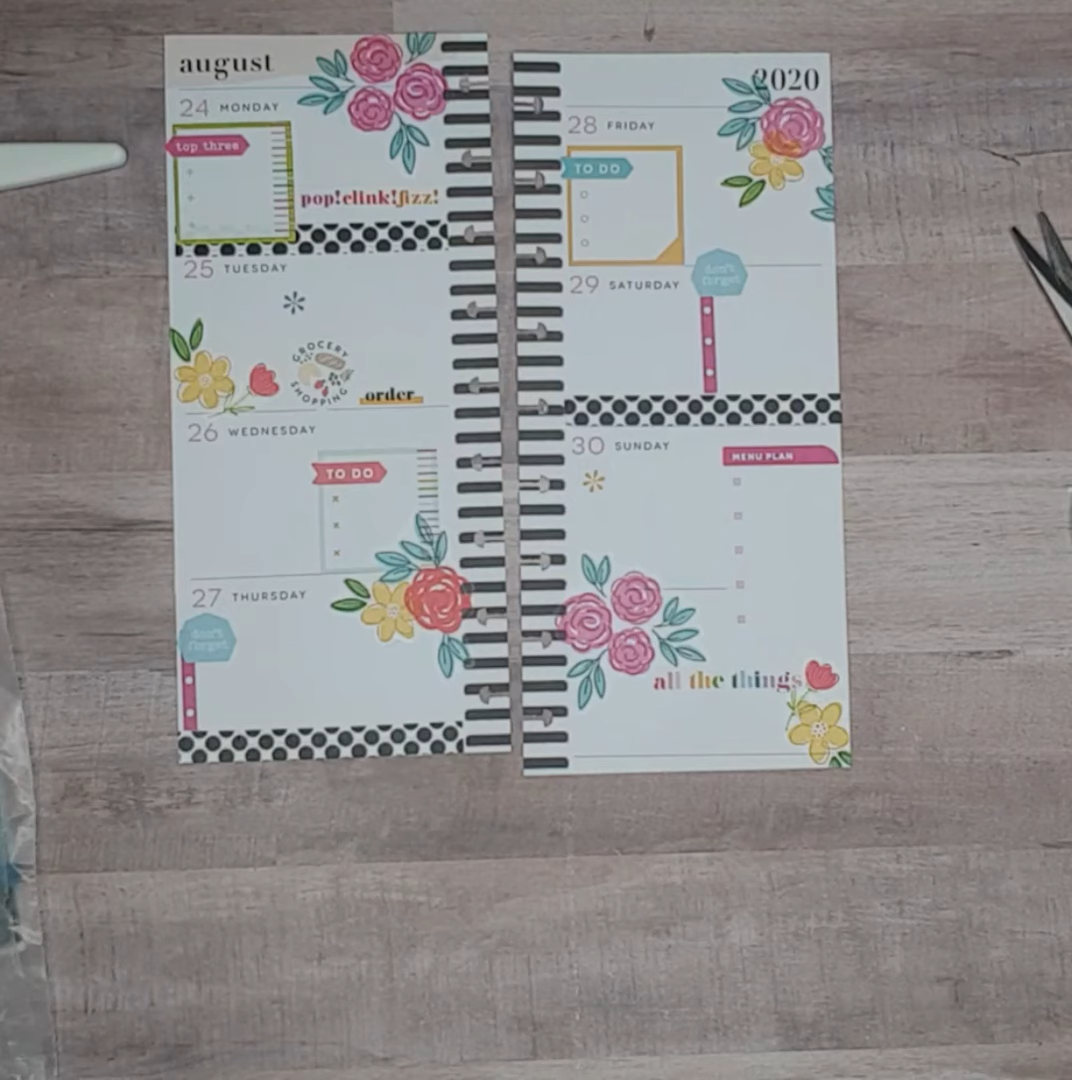 august
24 MONDAY
top three
pop!clink!fizz!
25 TUESDAY
GROCERY
SHOPPING
order
26 WEDNESDAY
TO DO
27 THURSDAY
don't
forget
2020
28 FRIDAY
TO DO
29 SATURDAY
don't
forget
30 SUNDAY
MENU PLAN
all the things